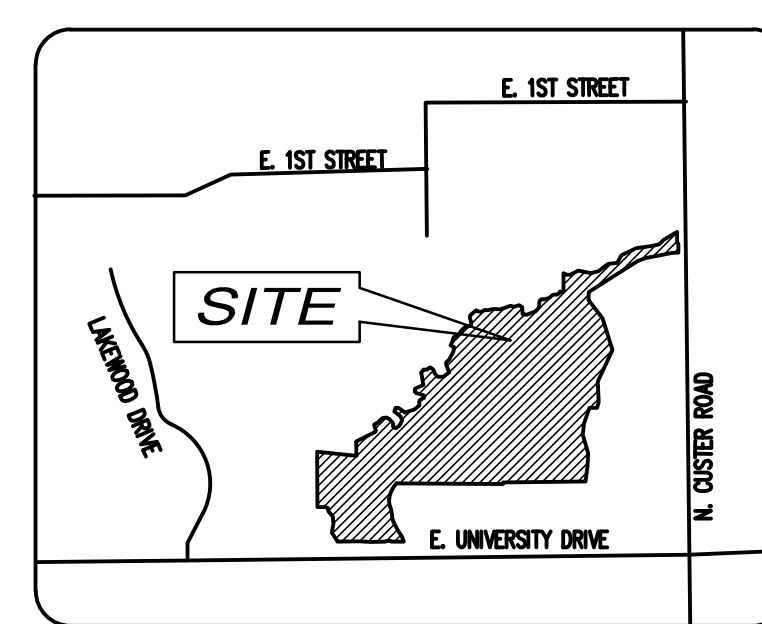 E. 1ST STREET
E. 1ST STREET
SITE
LAKEWOOD DRIVE
N. CUSTER ROAD
E. UNIVERSITY DRIVE